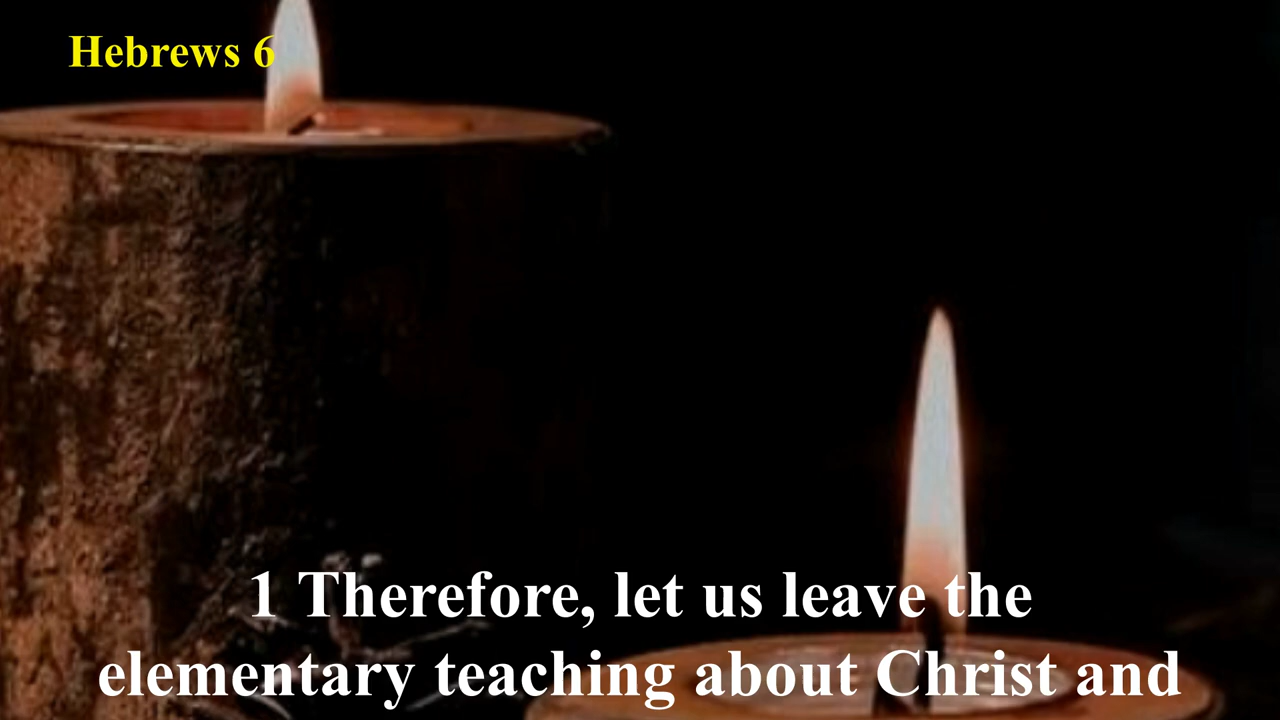 Hebrews 6
1 Therefore, let us leave the
elementary teaching about Christ and